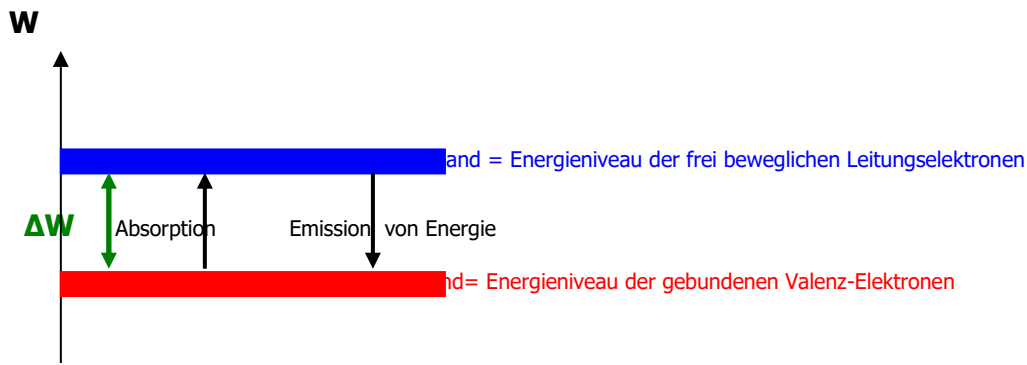 W
and = Energieniveau der frei beweglichen Leitungselektronen
ΔW Absorption Emission von Energie
nd= Energieniveau der gebundenen Valenz-Elektronen